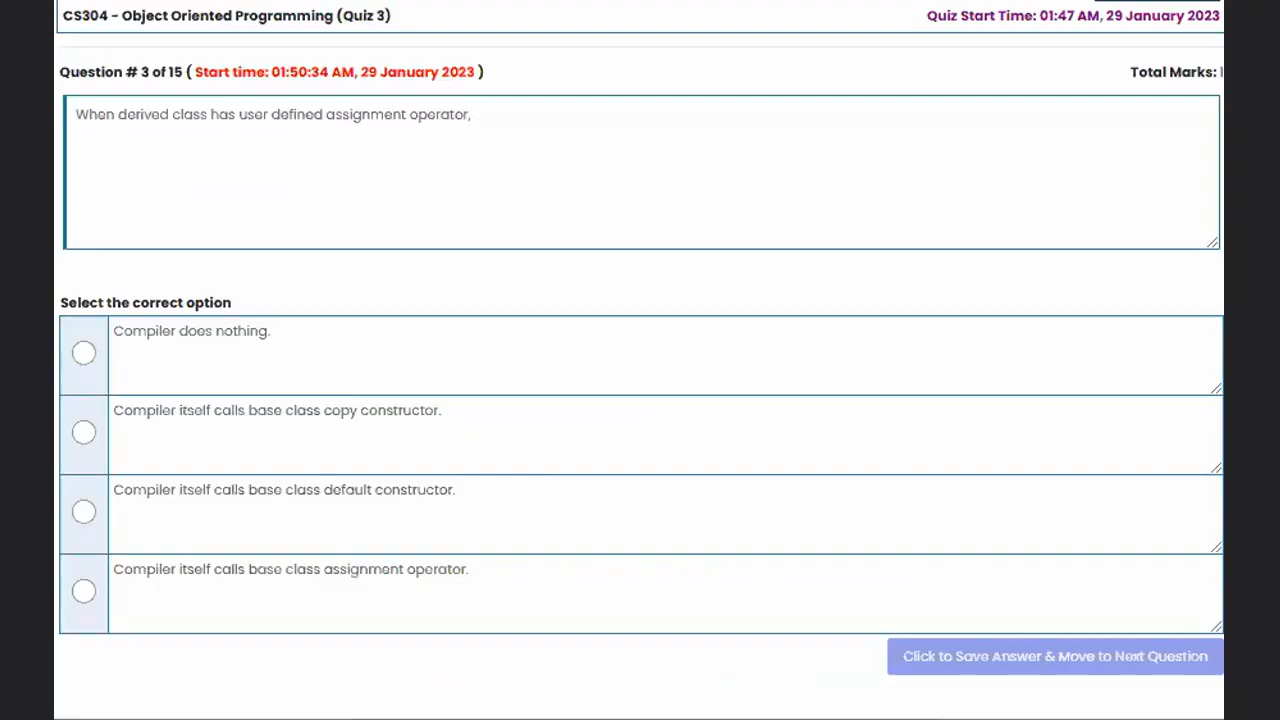 CS304 - Object Oriented Programming (Quiz 3)
Quiz Start Time: 01:47 AM, 29 January 2023
Question # 3 of 15 ( Start time: 01:50:34 AM, 29 January 2023 )
Total Marks: 1
When derived class has user defined assignment operator,
Select the correct option
Compiler does nothing.
Compiler itself calls base class copy constructor.
Compiler itself calls base class default constructor.
Compiler itself calls base class assignment operator.
Click to Save Answer & Move to Next Question